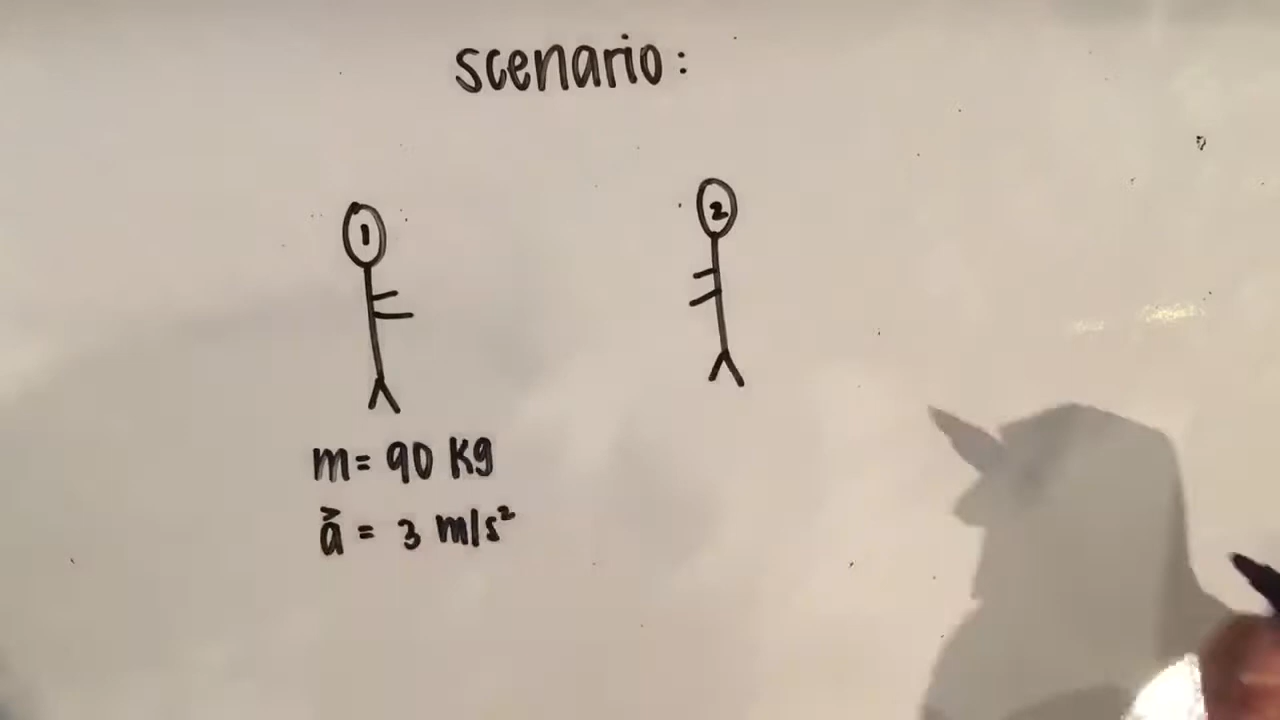 scenario:
1
2
m= 90 kg
a⃗ = 3 m/s²